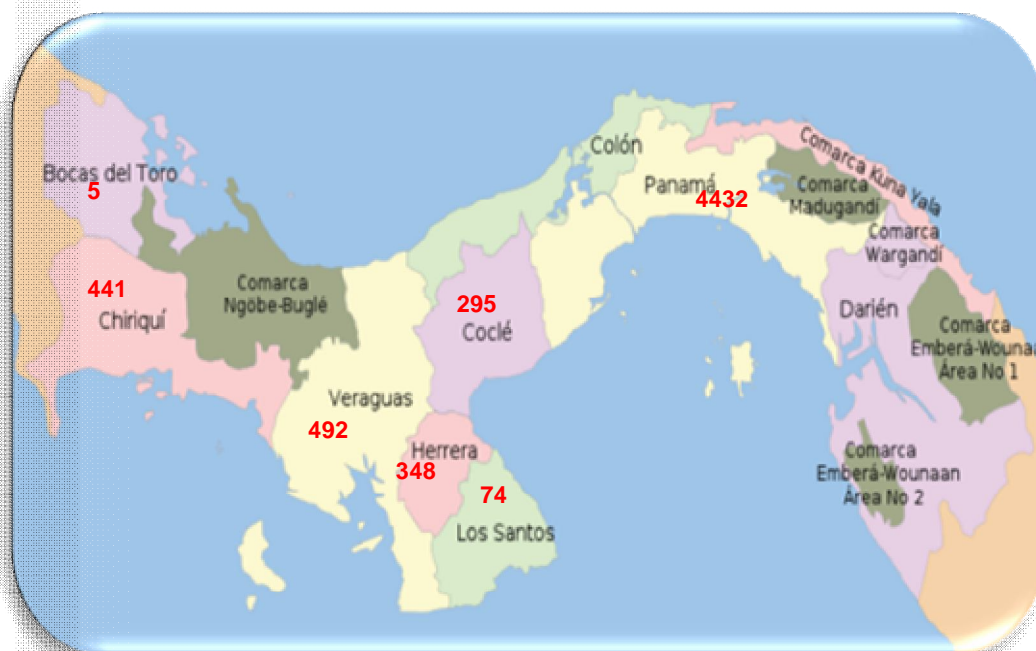 Colón
Comarca Kuna Yala
Bocas del Toro
5
Panamá
4432
Comarca
Madugandí
Comarca
Wargandí
441
Chiriquí
Comarca
Ngöbe-Buglé
295
Coclé
Darién
Comarca
Emberá-Wounaan
Área No 1
Veraguas
492
Herrera
348
74
Los Santos
Comarca
Emberá-Wounaan
Área No 2